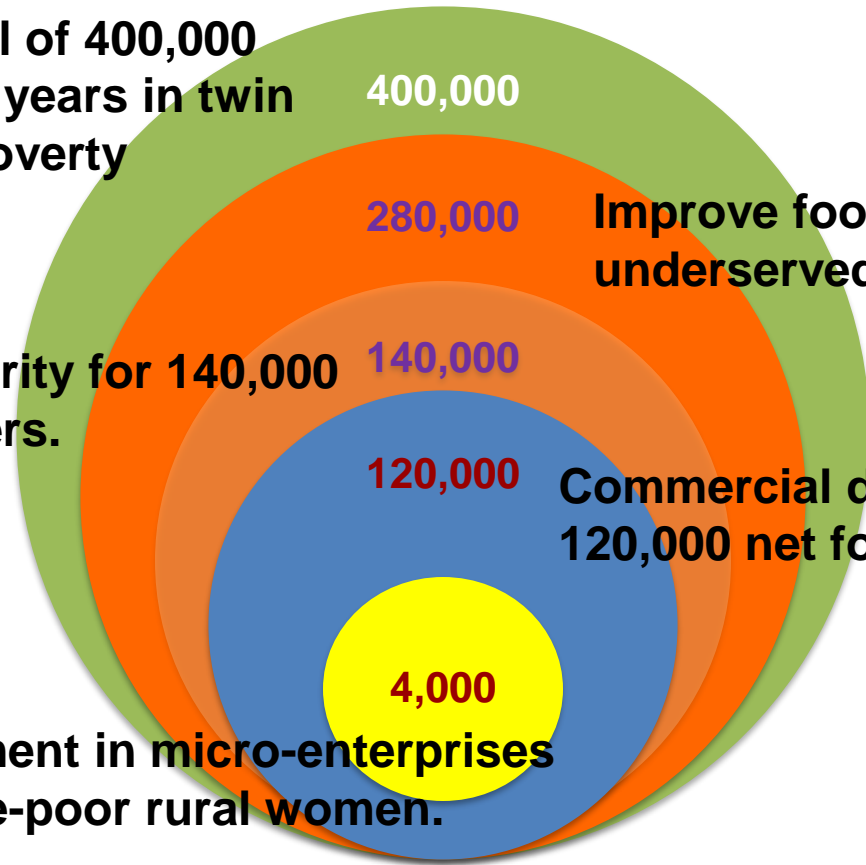 l of 400,000
years in twin
overty
400,000
280,000
Improve foo
underserved
140,000
rity for 140,000
ers.
120,000
Commercial d
120,000 net fo
4,000
nent in micro-enterprises
e-poor rural women.